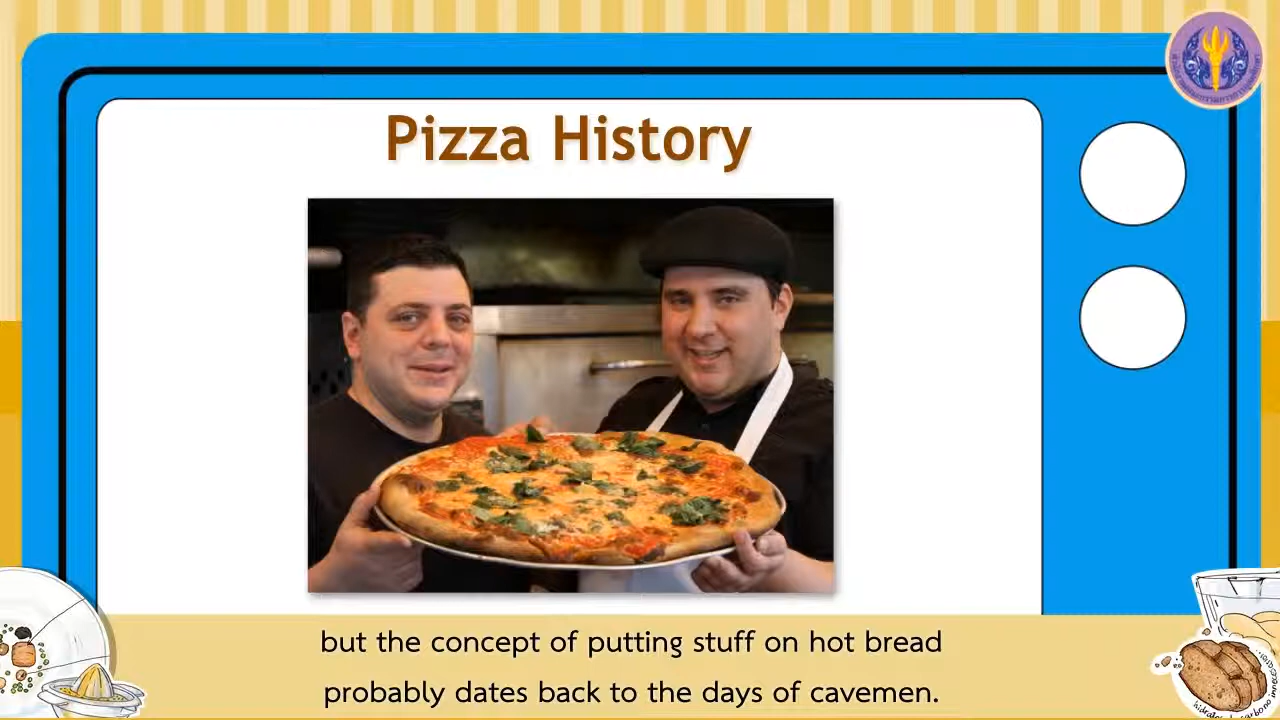 Pizza History
but the concept of putting stuff on hot bread
probably dates back to the days of cavemen.